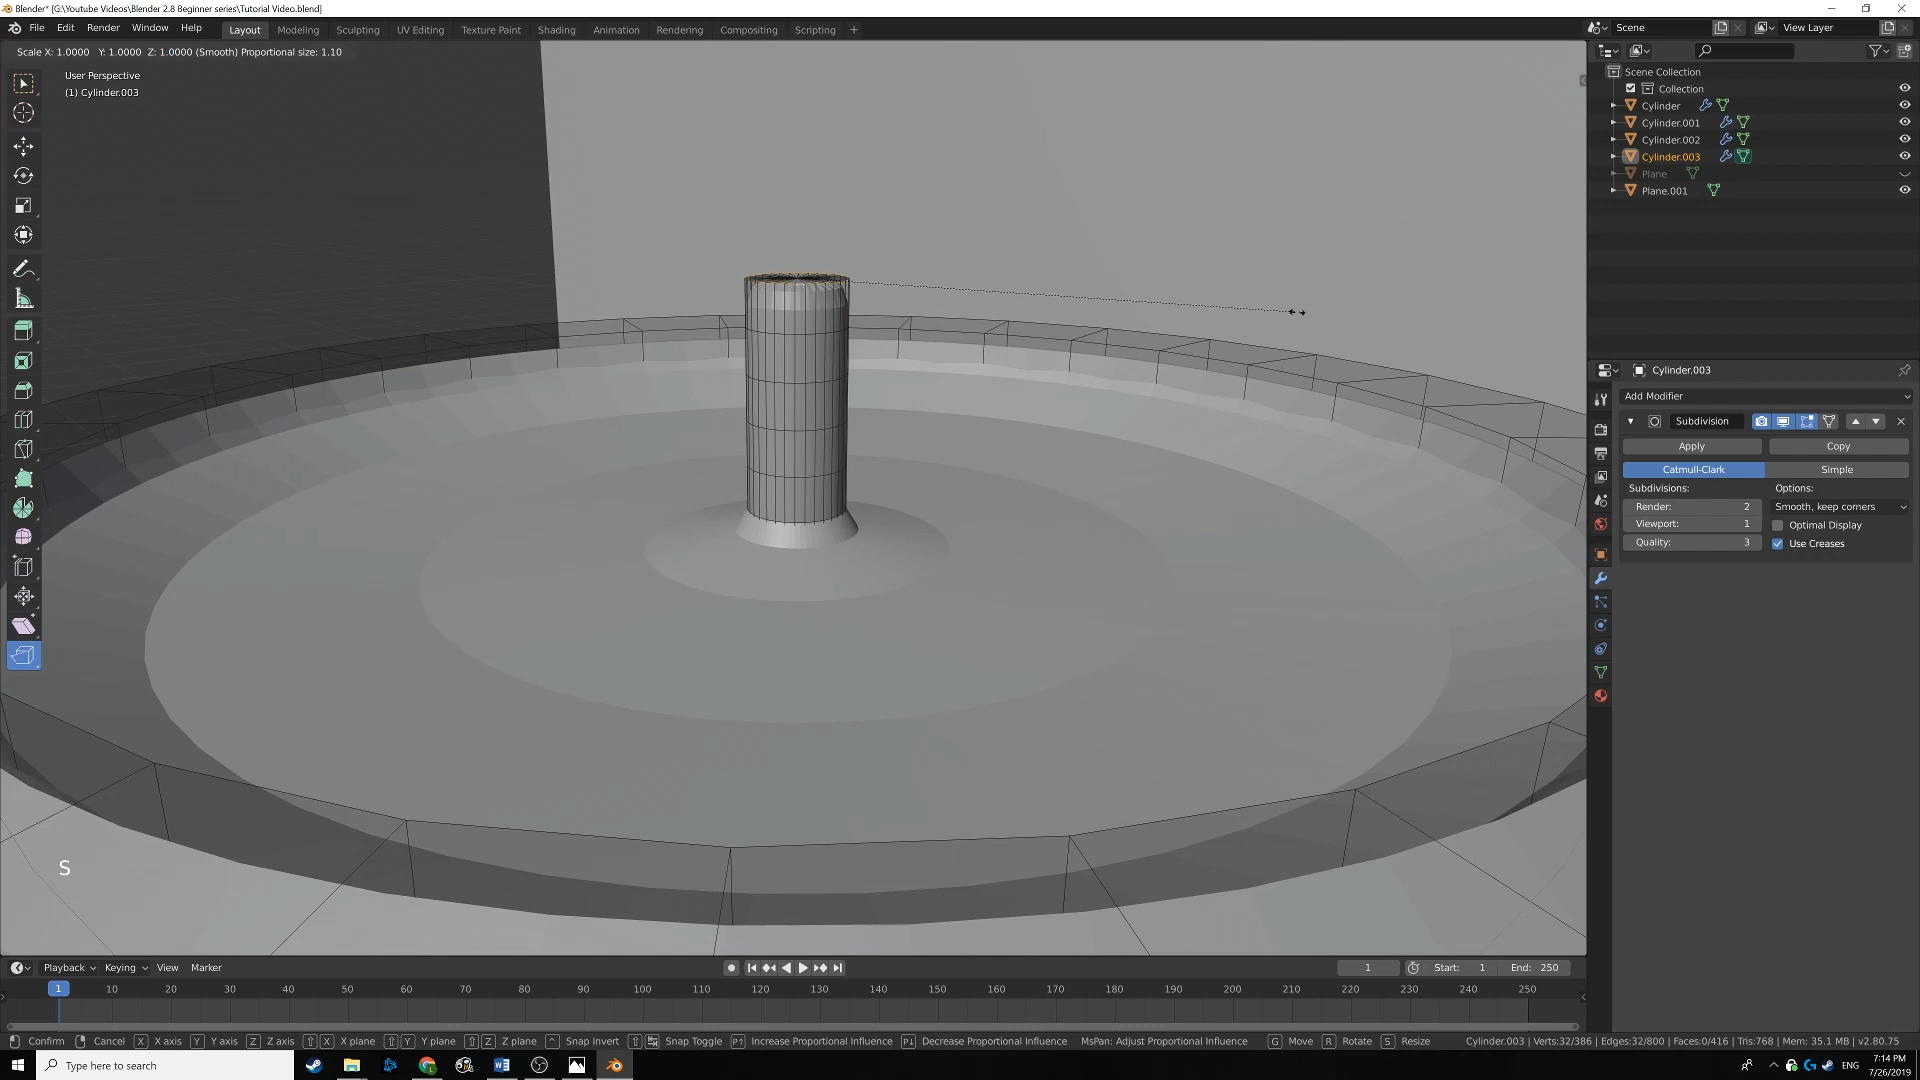 Blender* [G:\Youtube Videos\Blender 2.8 Beginner series\Tutorial Video.blend]
File Edit Render Window Help Layout Modeling Sculpting UV Editing Texture Paint Shading Animation Rendering Compositing Scripting + Scene View Layer
Scale X: 1.0000 Y: 1.0000 Z: 1.0000 (Smooth) Proportional size: 1.10
User Perspective
(1) Cylinder.003
Scene Collection
Collection
Cylinder
Cylinder.001
Cylinder.002
Cylinder.003
Plane
Plane.001
Cylinder.003
Add Modifier
Subdivision
Apply Copy
Catmull-Clark Simple
Subdivisions: Options:
Render: 2 Smooth, keep corners
Viewport: 1 Optimal Display
Quality: 3 Use Creases
S
Playback Keying View Marker 1 Start: 1 End: 250
1 10 20 30 40 50 60 70 80 90 100 110 120 130 140 150 160 170 180 190 200 210 220 230 240 250
Confirm Cancel X X axis Y Y axis Z Z axis X X plane Y Y plane Z Z plane Snap Invert Snap Toggle Increase Proportional Influence Decrease Proportional Influence MsPan: Adjust Proportional Influence G Move R Rotate S Resize Cylinder.003 | Verts:32/386 | Edges:32/800 | Faces:0/416 | Tris:768 | Mem: 35.1 MB | v2.80.75
Type here to search ENG 7:14 PM
7/26/2019